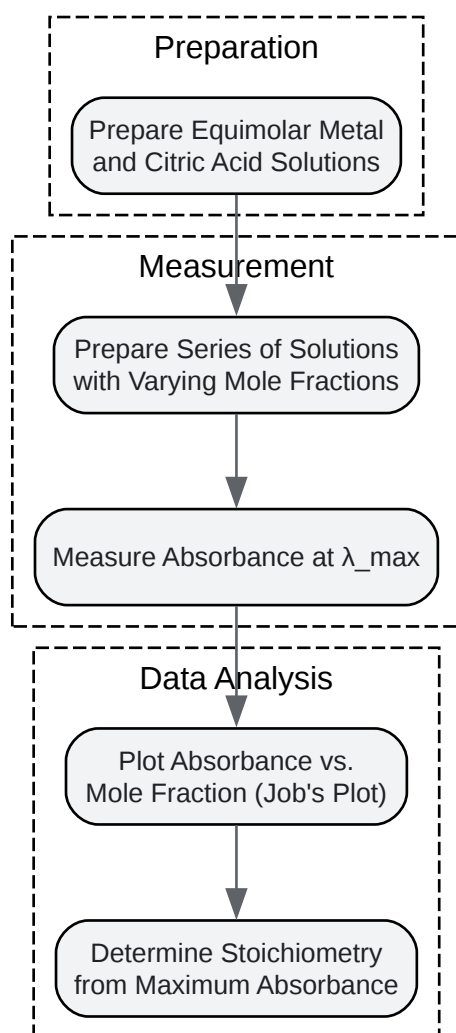 Preparation
Prepare Equimolar Metal
and Citric Acid Solutions
Measurement
Prepare Series of Solutions
with Varying Mole Fractions
Measure Absorbance at λ_max
Data Analysis
Plot Absorbance vs.
Mole Fraction (Job's Plot)
Determine Stoichiometry
from Maximum Absorbance